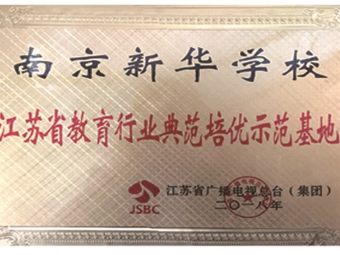 南京新华学校
江苏省教育行业典范培优示范基地
JSBC
江苏省广播电视总台（集团）
二〇一八年